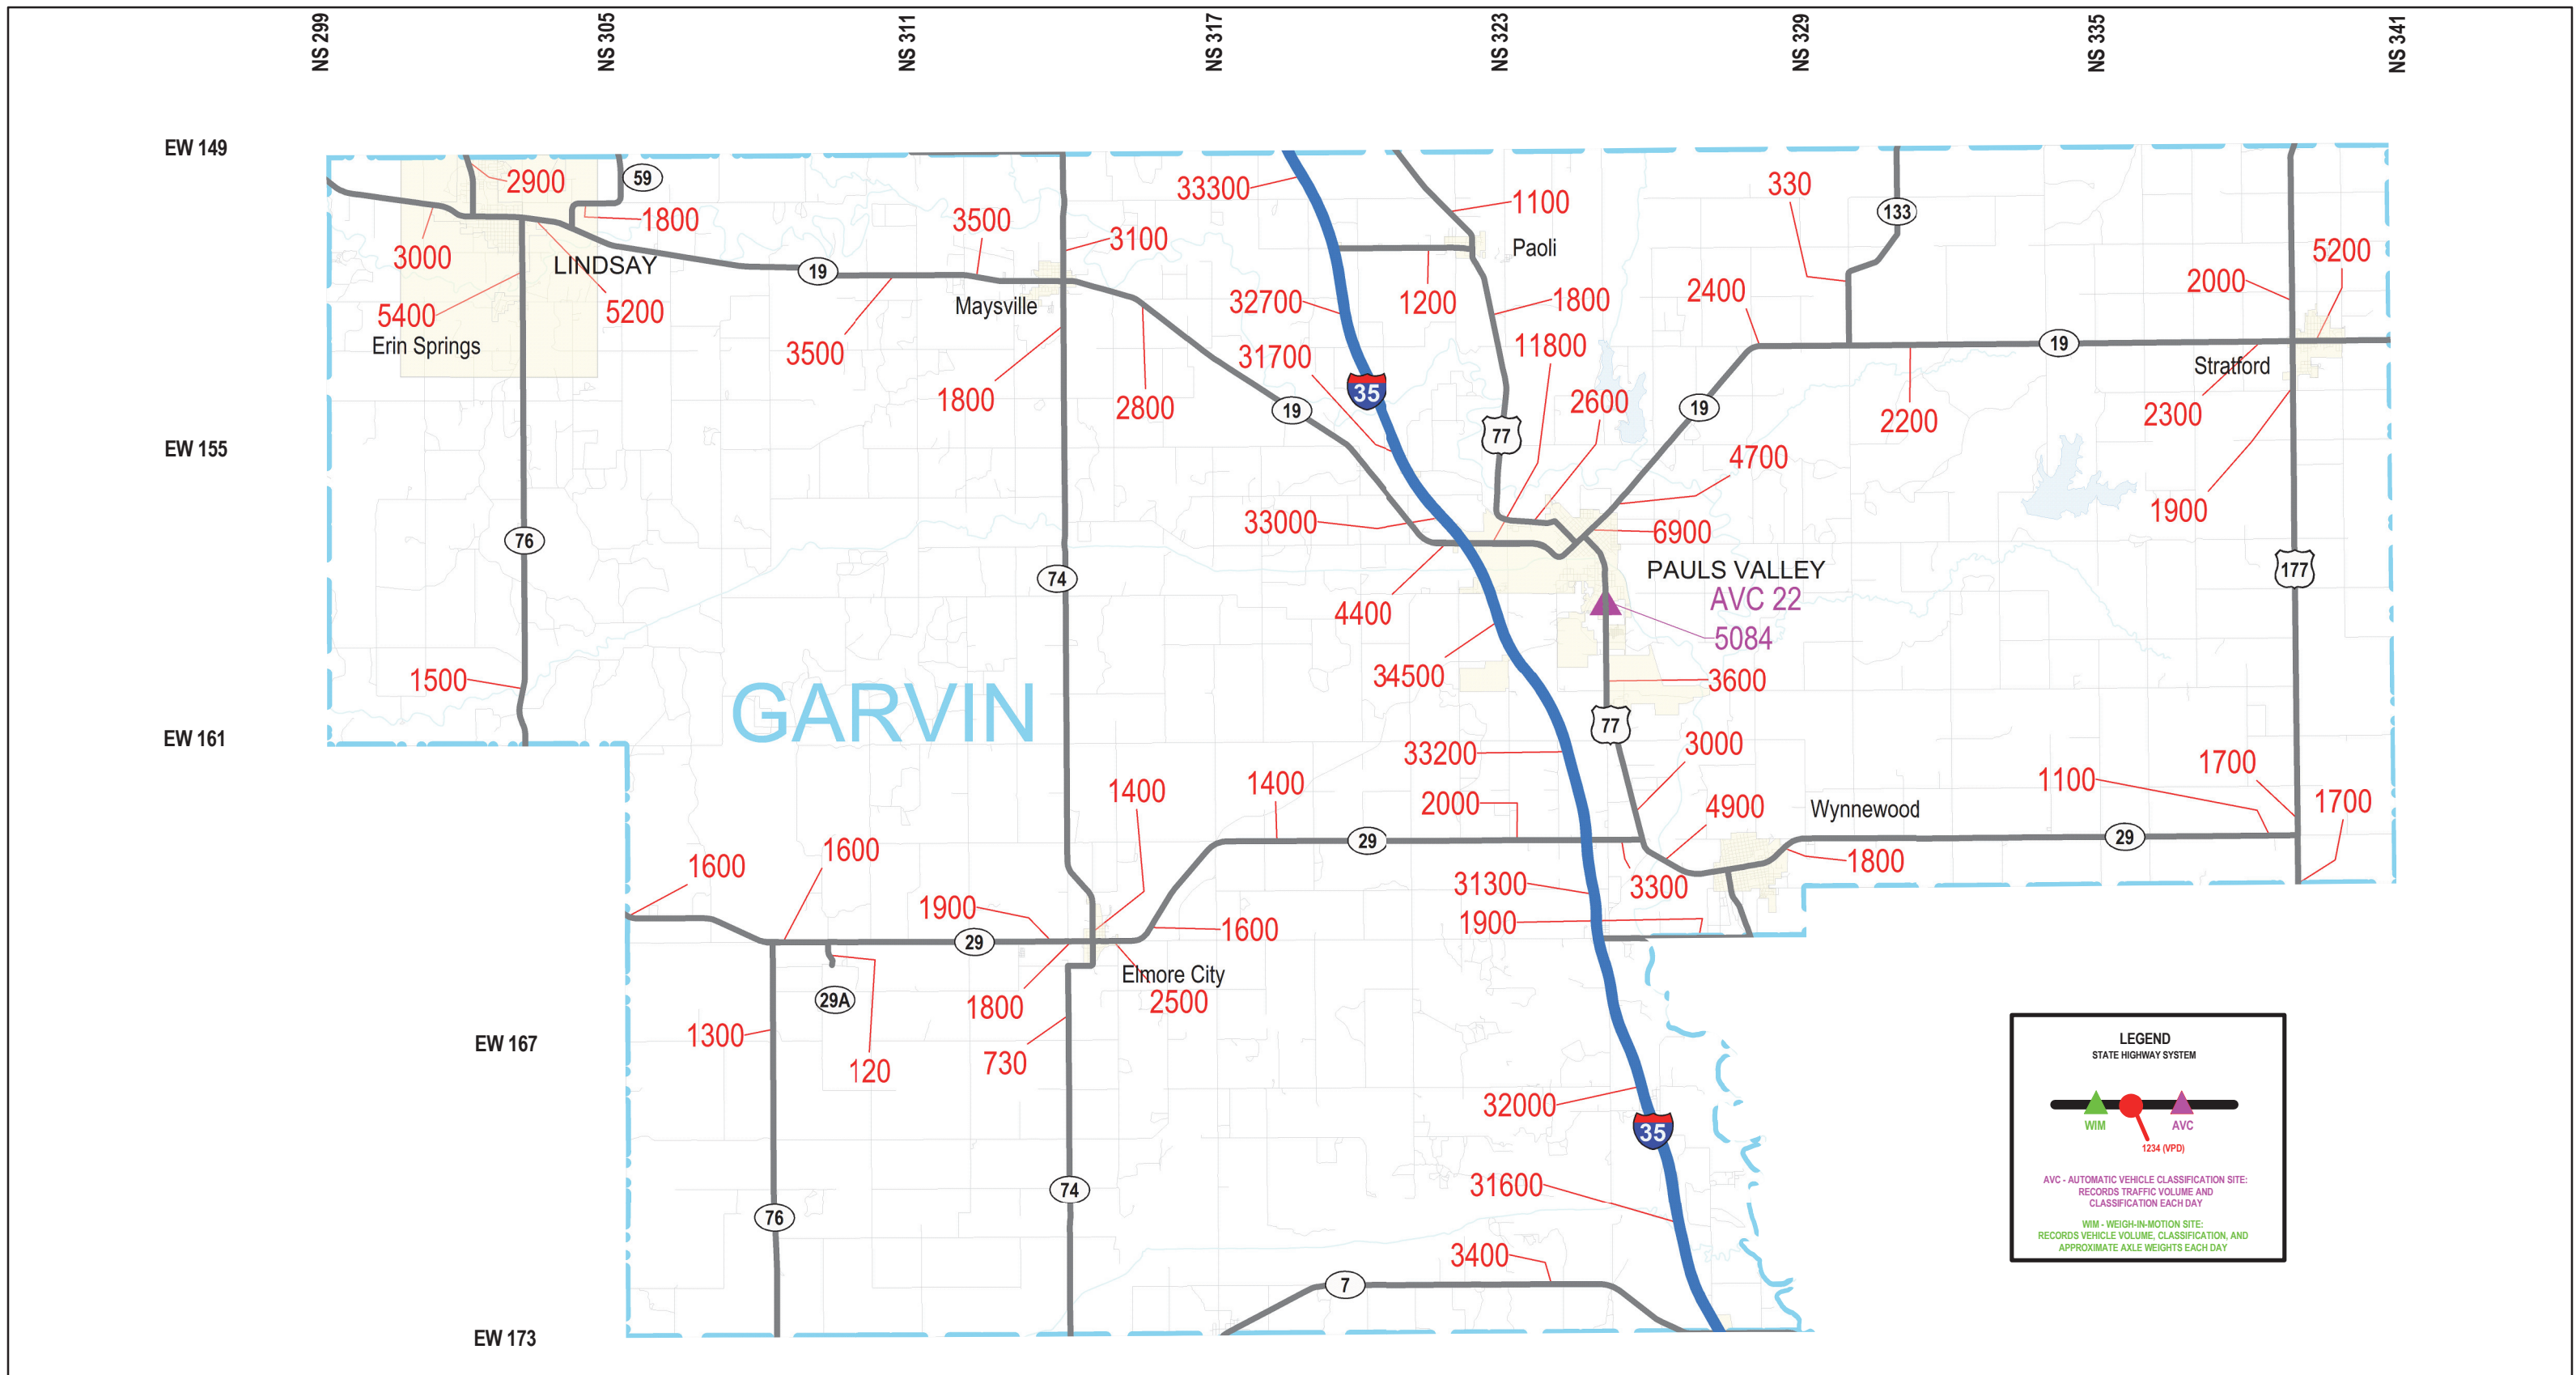 NS 299
NS 305
NS 311
NS 317
NS 323
NS 329
NS 335
NS 341
EW 149
EW 155
EW 161
EW 167
EW 173
2900
59
1800
3000
LINDSAY
5400
5200
Erin Springs
19
3500
3500
Maysville
3100
1800
2800
33300
1100
Paoli
1200
32700
1800
31700
11800
35
19
77
2600
330
133
2400
19
19
2200
2000
5200
Stratford
2300
1900
177
4700
33000
6900
PAULS VALLEY
AVC 22
5084
4400
34500
3600
77
76
1500
74
GARVIN
33200
3000
4900
Wynnewood
1100
1700
1700
1400
1400
2000
29
29
1800
1600
1600
1900
29
1600
31300
3300
1900
Elmore City
2500
1800
730
29A
120
1300
32000
35
31600
74
76
3400
7
LEGEND
STATE HIGHWAY SYSTEM
WIM
AVC
1234 (VPD)
AVC - AUTOMATIC VEHICLE CLASSIFICATION SITE:
RECORDS TRAFFIC VOLUME AND
CLASSIFICATION EACH DAY
WIM - WEIGH-IN-MOTION SITE:
RECORDS VEHICLE VOLUME, CLASSIFICATION, AND
APPROXIMATE AXLE WEIGHTS EACH DAY